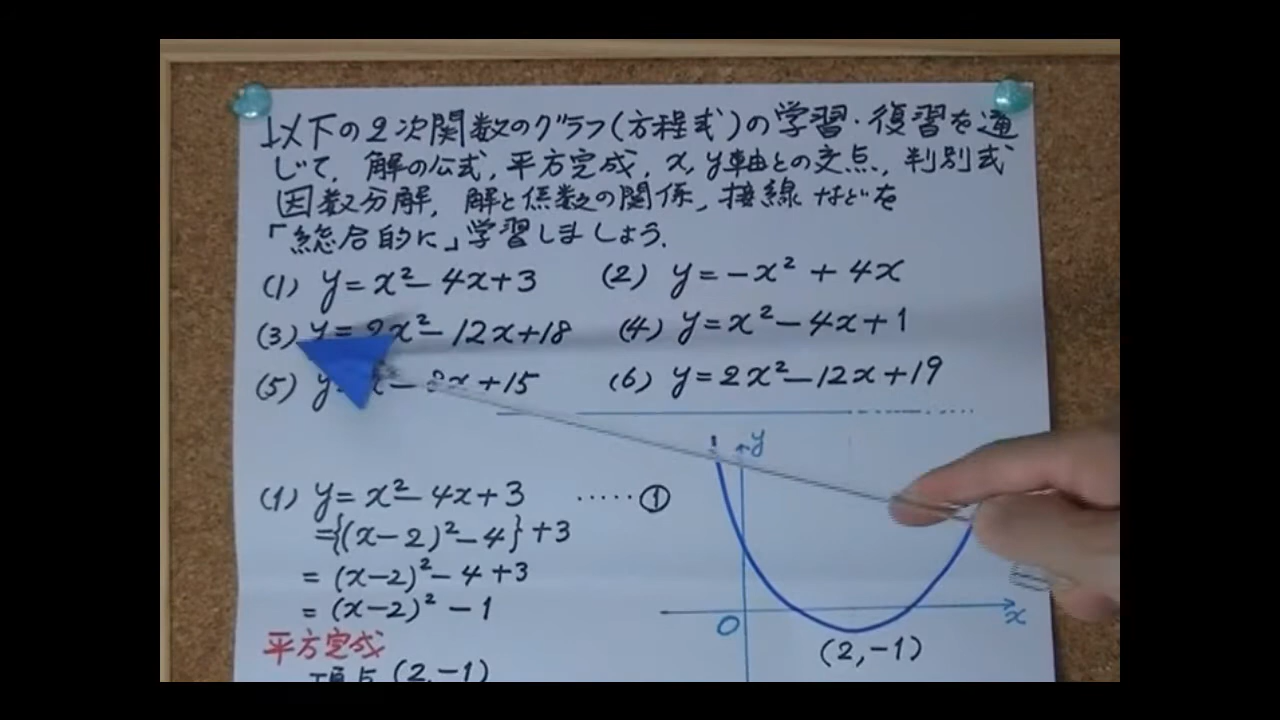 以下の2次関数のグラフ(方程式)の学習・復習を通
じて、解の公式, 平方完成, x, y軸との交点, 判別式
因数分解, 解と係数の関係, 接線 などを
「総合的に」学習しましょう.
(1) y=x²-4x+3 (2) y=-x²+4x
(3) y=2x²-12x+18 (4) y=x²-4x+1
(5) +15 (6) y=2x²-12x+19
(1) y=x²-4x+3 ……①
={(x-2)²-4}+3
=(x-2)²-4+3
=(x-2)²-1
平方完成
頂点 (2,-1)
y
O
x
(2,-1)